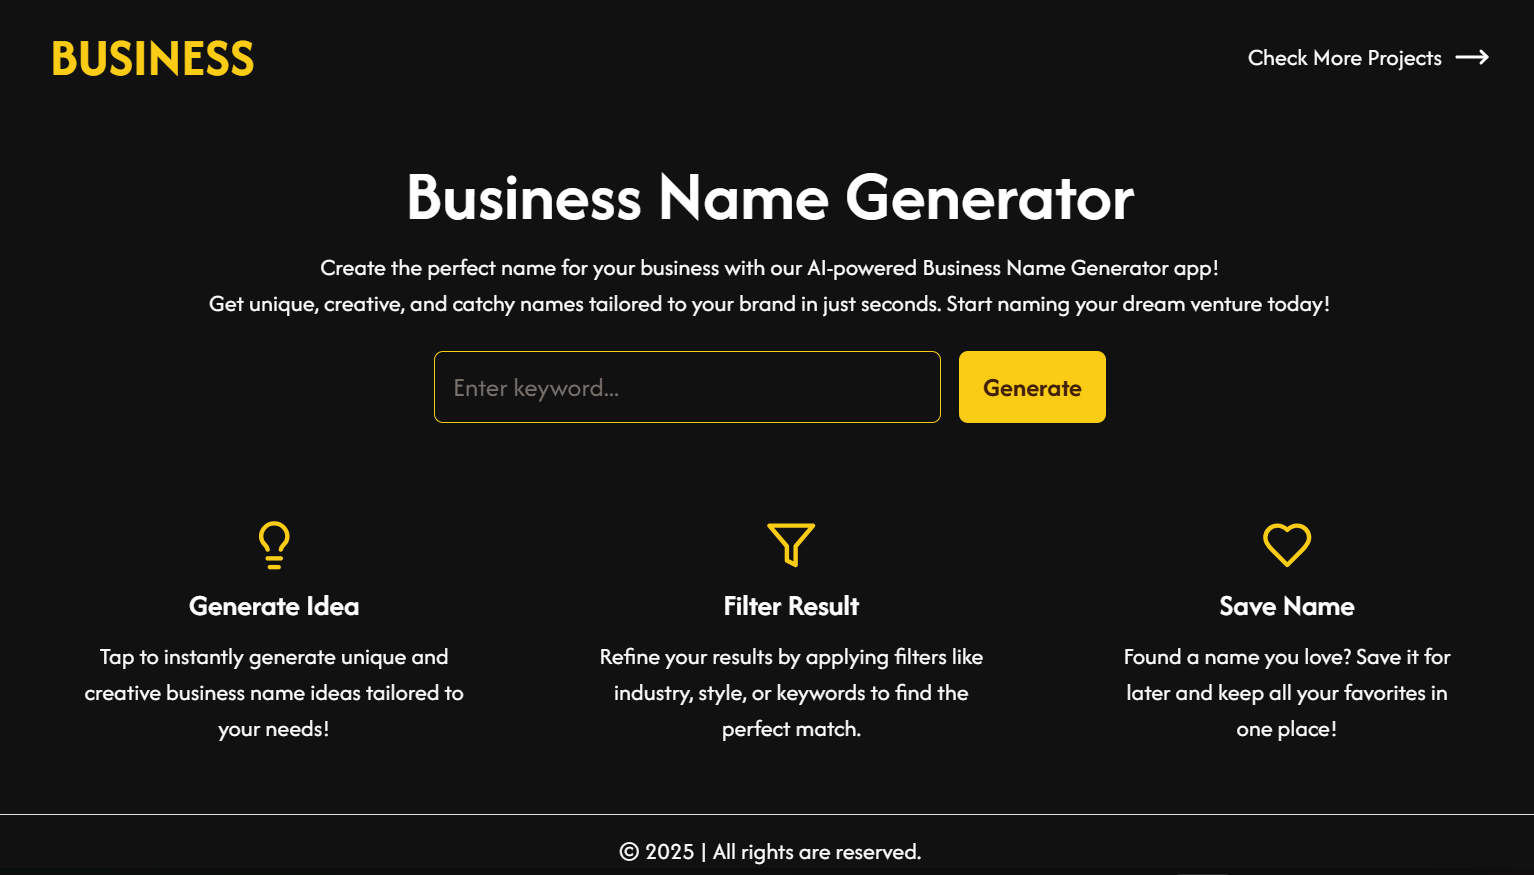 BUSINESS
Check More Projects
Business Name Generator
Create the perfect name for your business with our AI-powered Business Name Generator app!
Get unique, creative, and catchy names tailored to your brand in just seconds. Start naming your dream venture today!
Enter keyword...
Generate
Generate Idea
Tap to instantly generate unique and
creative business name ideas tailored to
your needs!
Filter Result
Refine your results by applying filters like
industry, style, or keywords to find the
perfect match.
Save Name
Found a name you love? Save it for
later and keep all your favorites in
one place!
© 2025 | All rights are reserved.